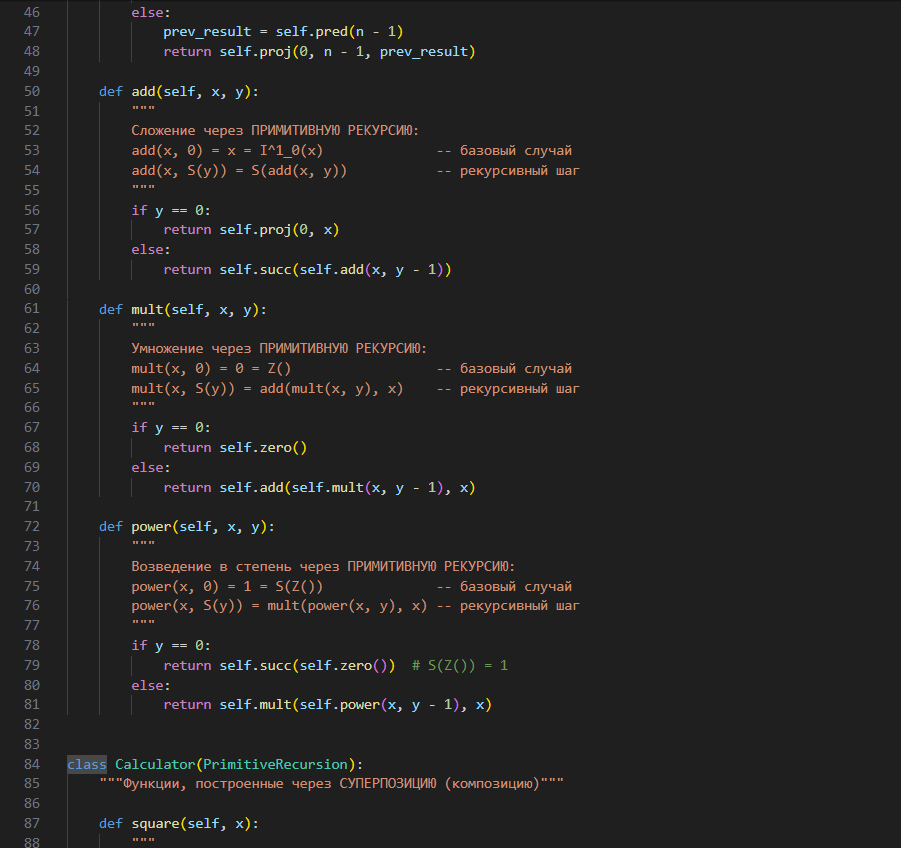 46 else:
47 prev_result = self.pred(n - 1)
48 return self.proj(0, n - 1, prev_result)
49
50 def add(self, x, y):
51 """
52 Сложение через ПРИМИТИВНУЮ РЕКУРСИЮ:
53 add(x, 0) = x = I^1_0(x) -- базовый случай
54 add(x, S(y)) = S(add(x, y)) -- рекурсивный шаг
55 """
56 if y == 0:
57 return self.proj(0, x)
58 else:
59 return self.succ(self.add(x, y - 1))
60
61 def mult(self, x, y):
62 """
63 Умножение через ПРИМИТИВНУЮ РЕКУРСИЮ:
64 mult(x, 0) = 0 = Z() -- базовый случай
65 mult(x, S(y)) = add(mult(x, y), x) -- рекурсивный шаг
66 """
67 if y == 0:
68 return self.zero()
69 else:
70 return self.add(self.mult(x, y - 1), x)
71
72 def power(self, x, y):
73 """
74 Возведение в степень через ПРИМИТИВНУЮ РЕКУРСИЮ:
75 power(x, 0) = 1 = S(Z()) -- базовый случай
76 power(x, S(y)) = mult(power(x, y), x) -- рекурсивный шаг
77 """
78 if y == 0:
79 return self.succ(self.zero()) # S(Z()) = 1
80 else:
81 return self.mult(self.power(x, y - 1), x)
82
83
84 class Calculator(PrimitiveRecursion):
85 """Функции, построенные через СУПЕРПОЗИЦИЮ (композицию)"""
86
87 def square(self, x):
88 """